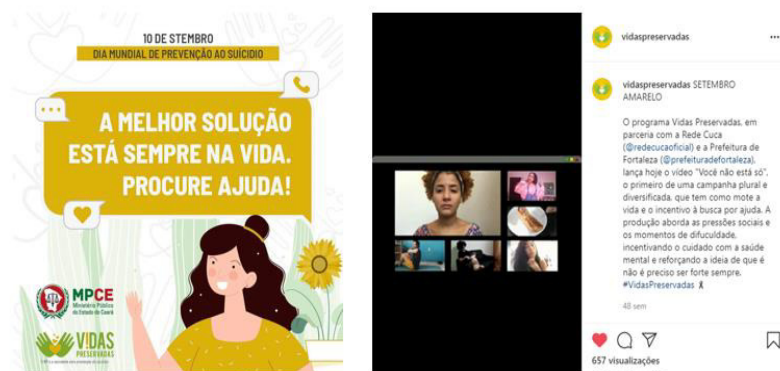 10 DE STEMBRO
DIA MUNDIAL DE PREVENÇÃO AO SUÍCIDIO
A MELHOR SOLUÇÃO
ESTÁ SEMPRE NA VIDA.
PROCURE AJUDA!
MPCE
Ministério Público
do Estado do Ceará
VIDAS
PRESERVADAS
vidaspreservadas
vidaspreservadas SETEMBRO
AMARELO
O programa Vidas Preservadas, em
parceria com a Rede Cuca
(@redecucaoficial) e a Prefeitura de
Fortaleza (@prefeituradefortaleza),
lança hoje o vídeo "Você não está só",
o primeiro de uma campanha plural e
diversificada, que tem como mote a
vida e o incentivo à busca por ajuda. A
produção aborda as pressões sociais e
os momentos de difuculdade,
incentivando o cuidado com a saúde
mental e reforçando a ideia de que é
não é preciso ser forte sempre.
#VidasPreservadas
48 sem
657 visualizações